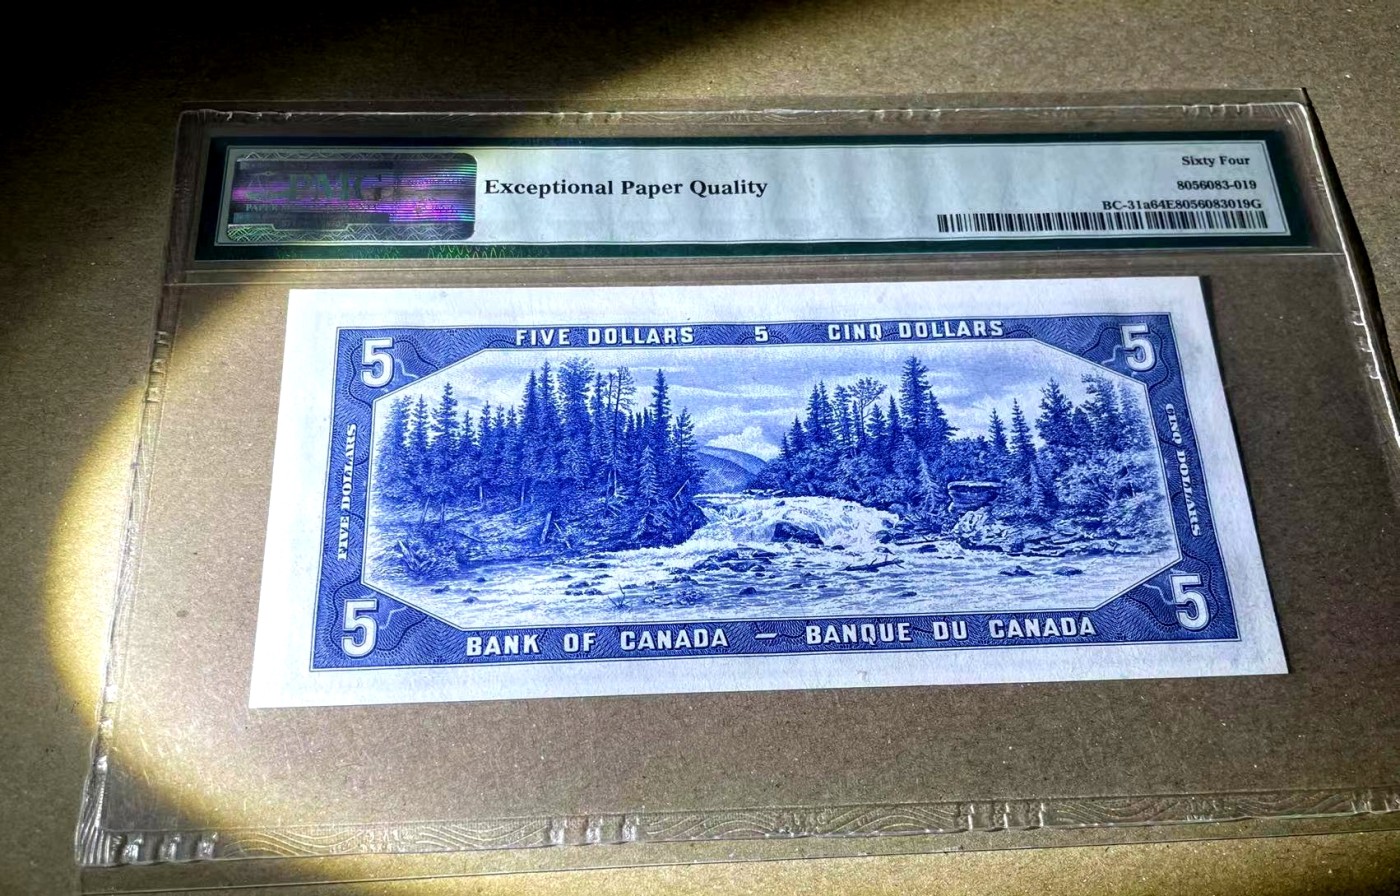 PMG
Exceptional Paper Quality
Sixty Four
8056083-019
BC-31a64E8056083019G
FIVE DOLLARS 5 CINQ DOLLARS
5 5
FIVE DOLLARS
CINQ DOLLARS
5 5
BANK OF CANADA – BANQUE DU CANADA